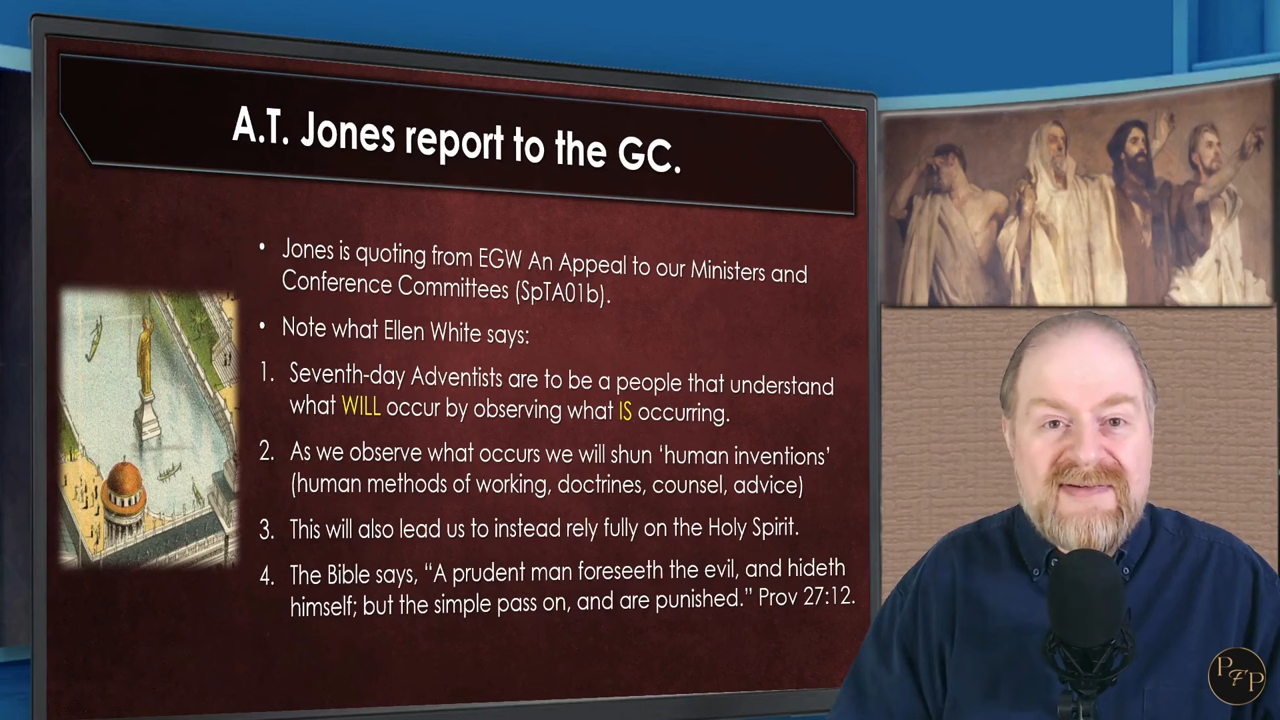 A.T. Jones report to the GC.
• Jones is quoting from EGW An Appeal to our Ministers and
Conference Committees (SpTA01b).
• Note what Ellen White says:
1. Seventh-day Adventists are to be a people that understand
what WILL occur by observing what IS occurring.
2. As we observe what occurs we will shun ‘human inventions’
(human methods of working, doctrines, counsel, advice)
3. This will also lead us to instead rely fully on the Holy Spirit.
4. The Bible says, “A prudent man foreseeth the evil, and hideth
himself; but the simple pass on, and are punished.” Prov 27:12.
PFP